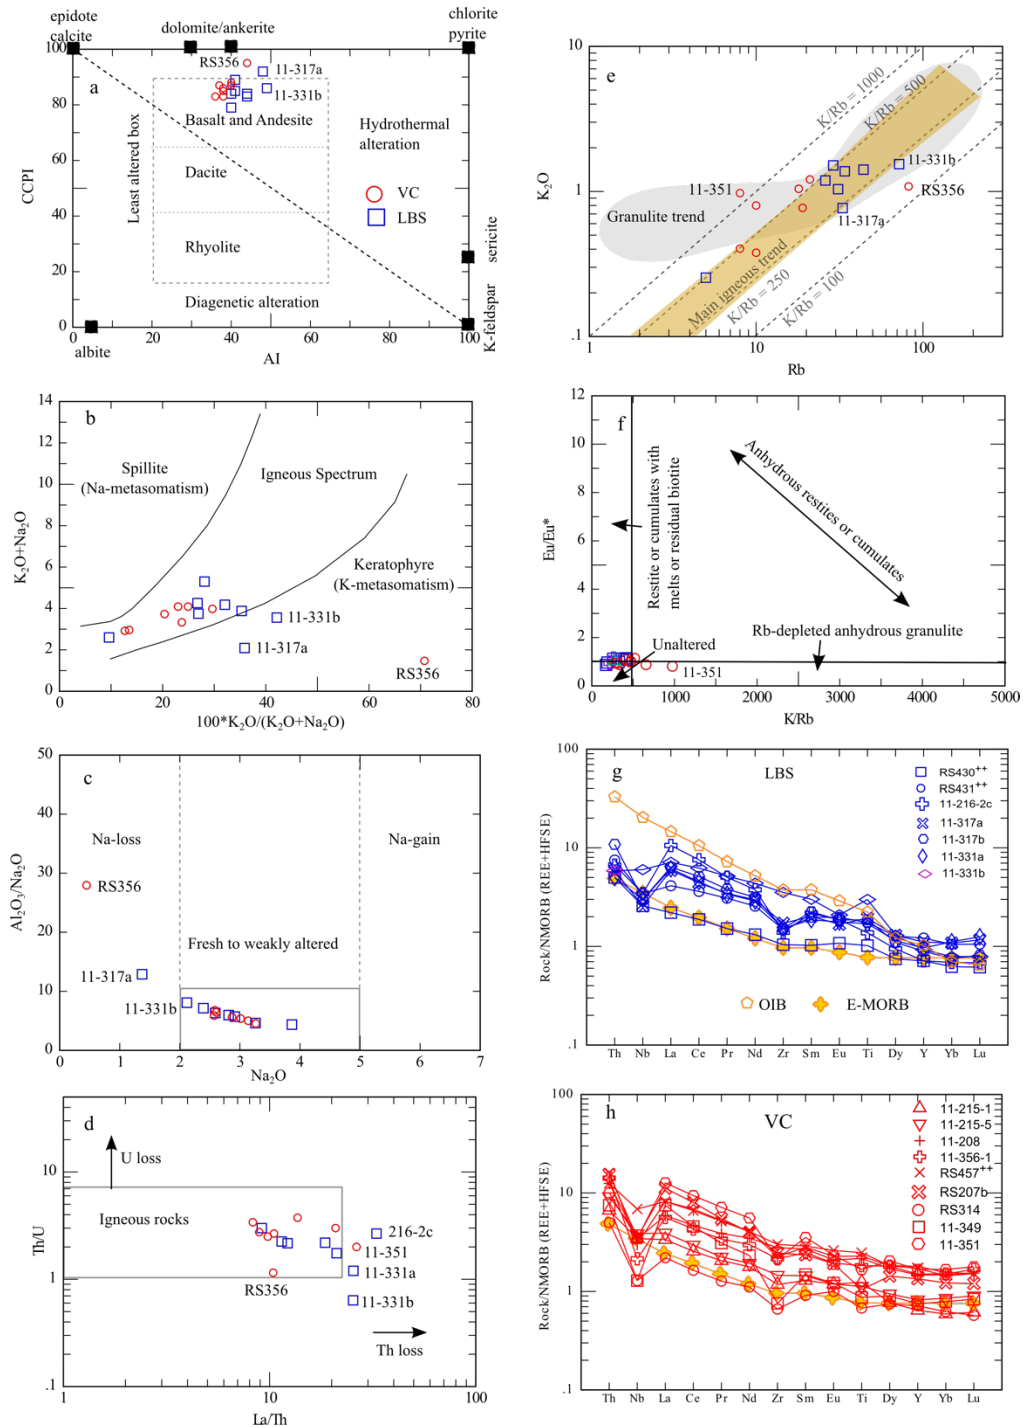 epidote
calcite
dolomite/ankerite
chlorite
pyrite
100
80
60
40
20
0
CCPI
a
RS356
11-317a
11-331b
Basalt and Andesite
Hydrothermal
alteration
Least altered box
Dacite
VC
LBS
Rhyolite
Diagenetic alteration
sericite
K-feldspar
0 20 40 60 80 100
albite
AI
e
10
1
.1
K₂O
K/Rb = 1000
K/Rb = 500
11-331b
11-351
RS356
Granulite trend
11-317a
Main igneous trend
K/Rb = 250
K/Rb = 100
1 10 100
Rb
b
14
12
10
8
6
4
2
0
K₂O+Na₂O
Spillite
(Na-metasomatism)
Igneous Spectrum
Keratophyre
(K-metasomatism)
11-331b
11-317a
RS356
0 20 40 60 80
100*K₂O/(K₂O+Na₂O)
f
12
10
8
6
4
2
0
Eu/Eu*
Restite or cumulates with
melts or residual biotite
Anhydrous restites or cumulates
Rb-depleted anhydrous granulite
Unaltered
11-351
0 1000 2000 3000 4000 5000
K/Rb
c
50
40
30
20
10
0
Al₂O₃/Na₂O
Na-loss
Na-gain
RS356
Fresh to weakly altered
11-317a
11-331b
0 1 2 3 4 5 6 7
Na₂O
g
LBS
100
10
1
.1
Rock/NMORB (REE+HFSE)
RS430⁺⁺
RS431⁺⁺
11-216-2c
11-317a
11-317b
11-331a
11-331b
OIB
E-MORB
Th Nb La Ce Pr Nd Zr Sm Eu Ti Dy Y Yb Lu
d
10
1
.1
Th/U
U loss
Igneous rocks
216-2c
11-351
RS356
11-331a
11-331b
Th loss
1 10 100
La/Th
h
VC
100
10
1
.1
Rock/NMORB (REE+HFSE)
11-215-1
11-215-5
11-208
11-356-1
RS457⁺⁺
RS207b
RS314
11-349
11-351
Th Nb La Ce Pr Nd Zr Sm Eu Ti Dy Y Yb Lu